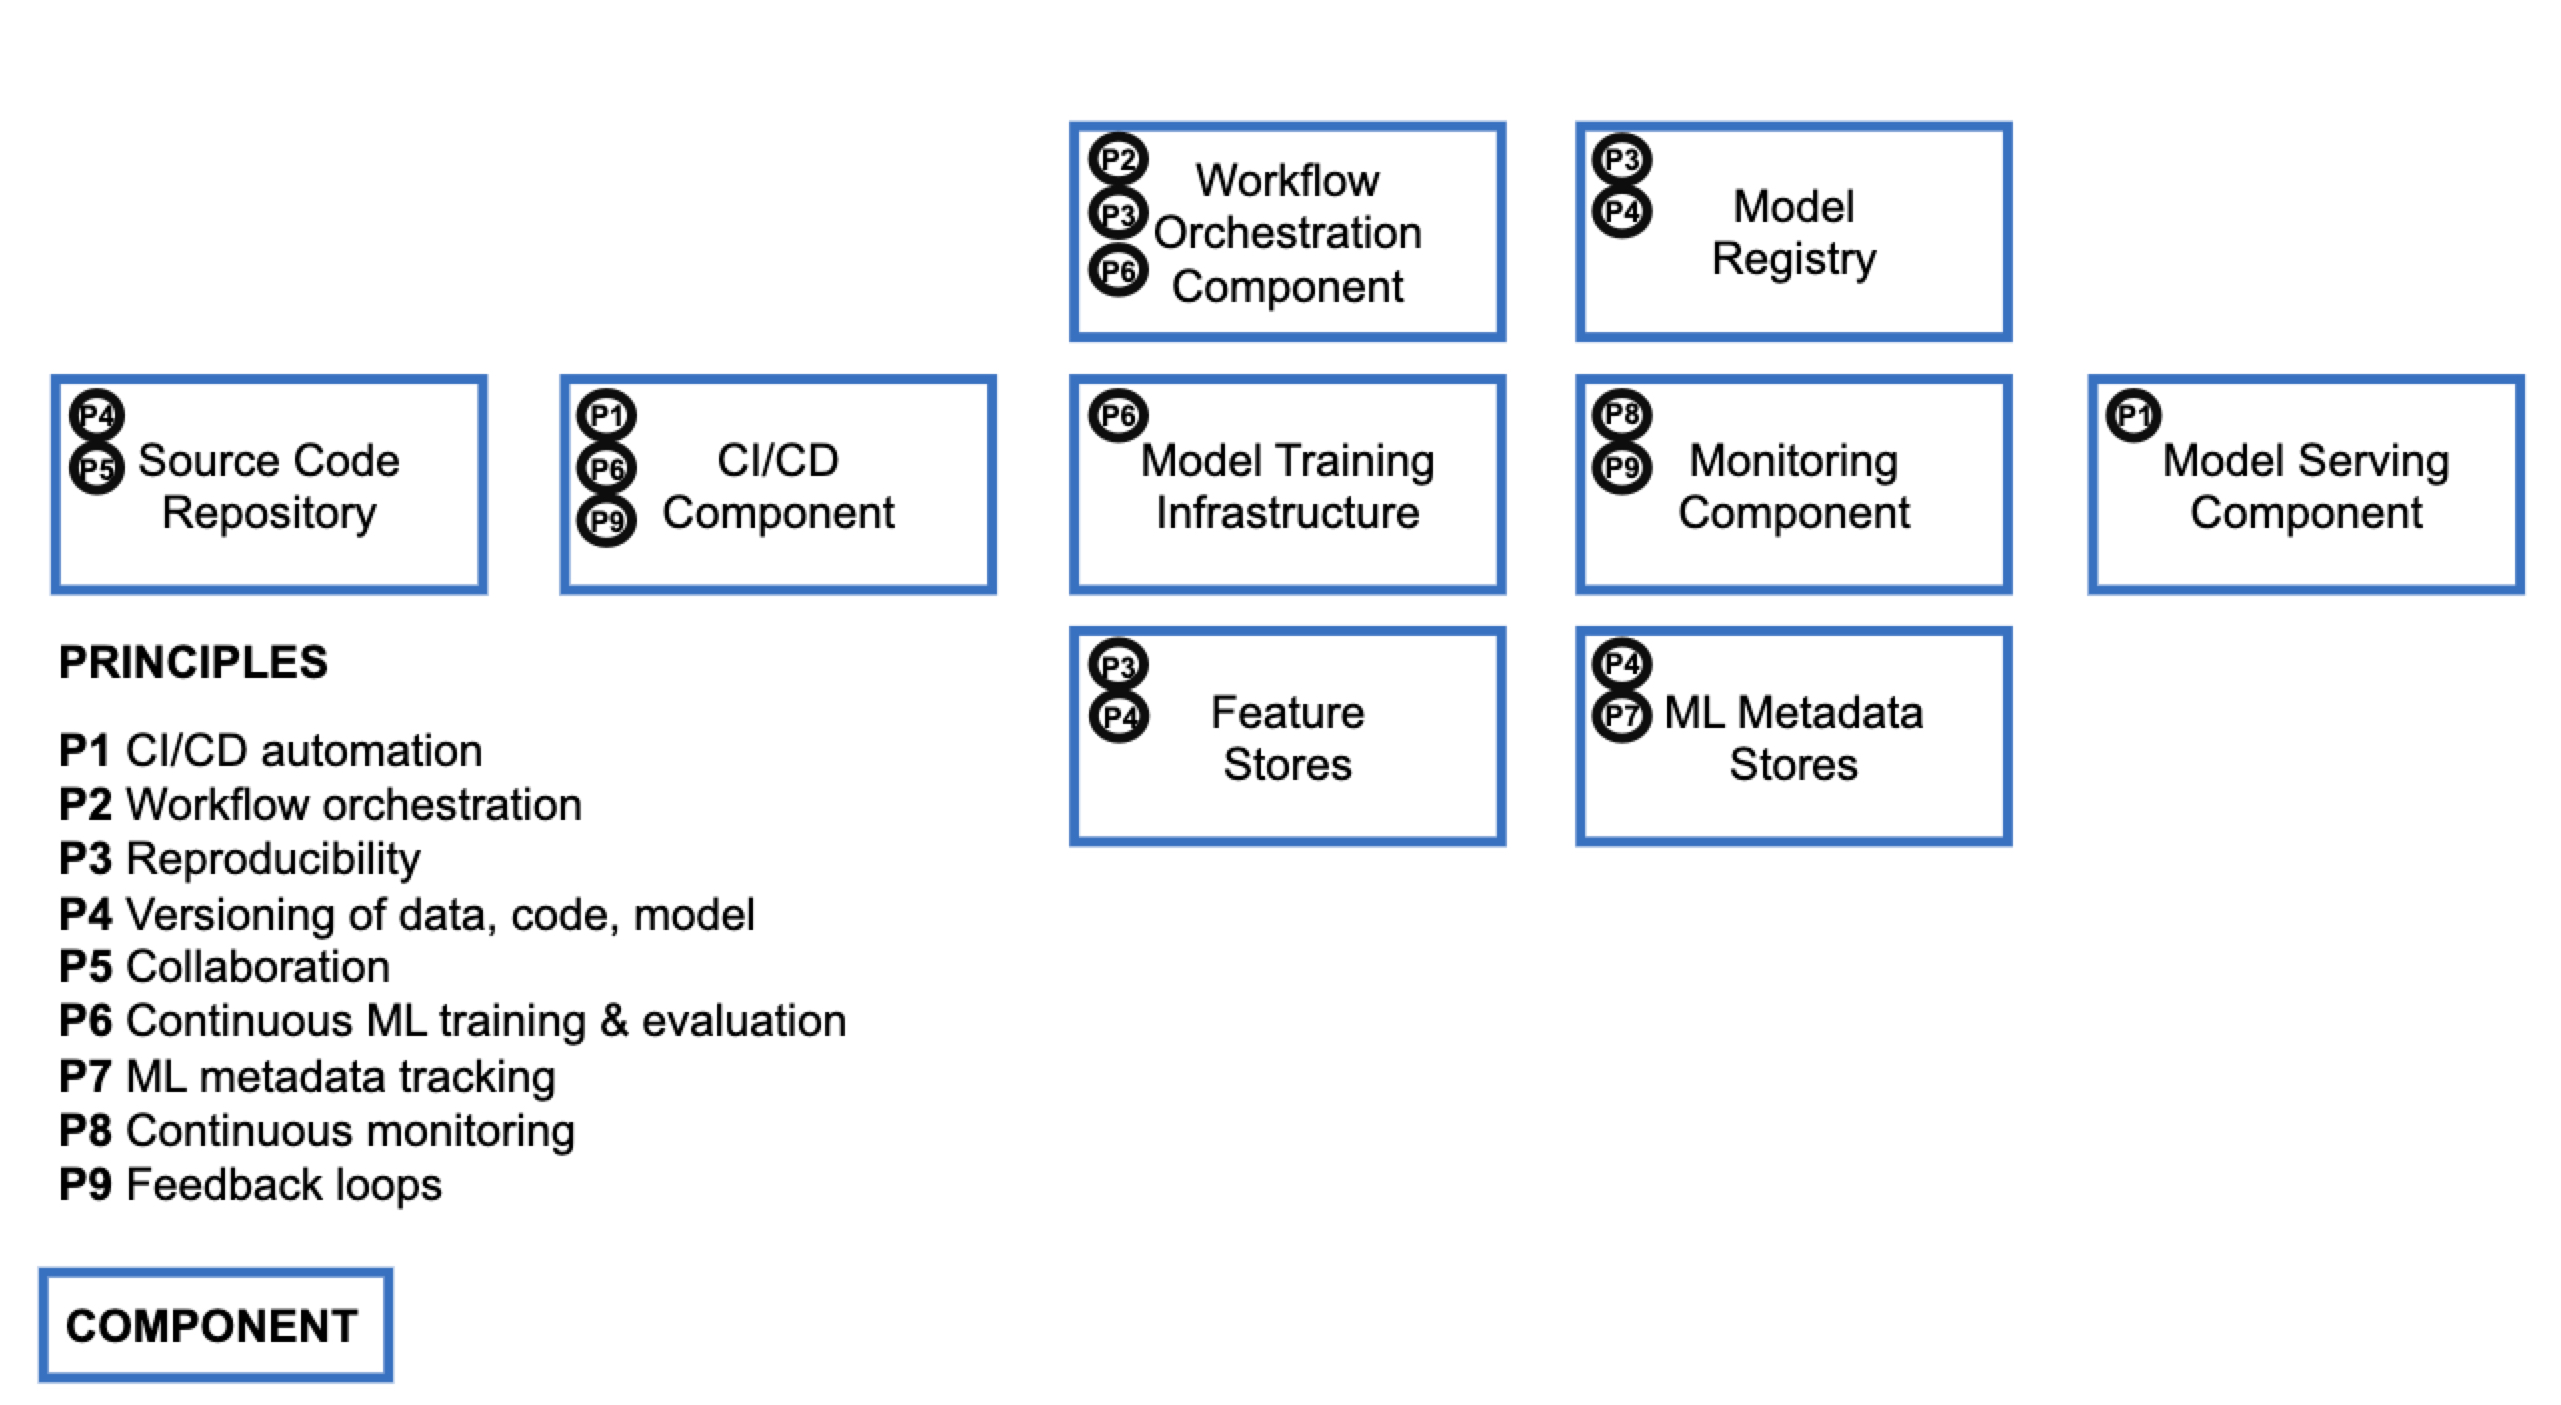 P2
P3
P6
Workflow
Orchestration
Component
P3
P4
Model
Registry
P4
P5
Source Code
Repository
P1
P6
P9
CI/CD
Component
P6
Model Training
Infrastructure
P8
P9
Monitoring
Component
P1
Model Serving
Component
P3
P4
Feature
Stores
P4
P7
ML Metadata
Stores
PRINCIPLES
P1 CI/CD automation
P2 Workflow orchestration
P3 Reproducibility
P4 Versioning of data, code, model
P5 Collaboration
P6 Continuous ML training & evaluation
P7 ML metadata tracking
P8 Continuous monitoring
P9 Feedback loops
COMPONENT